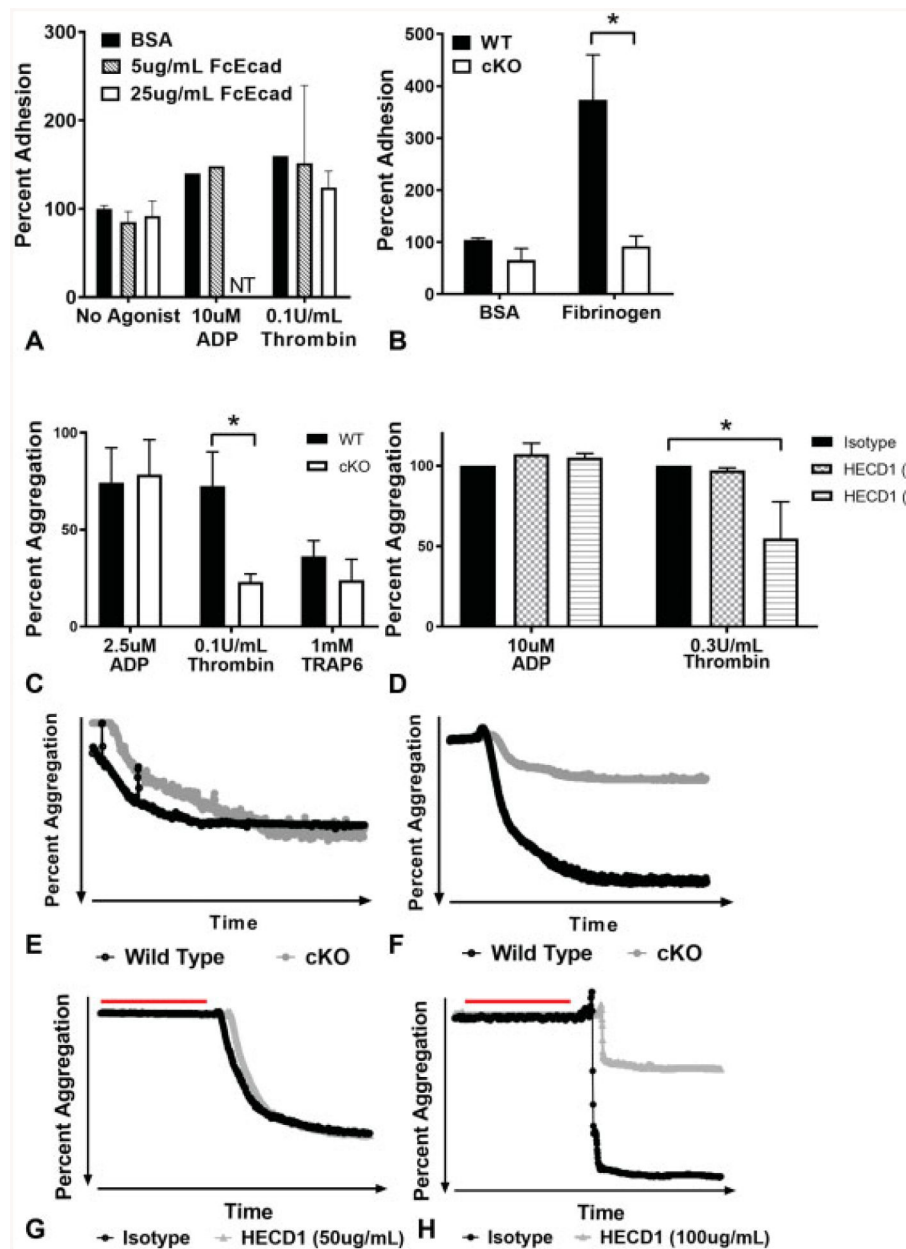 300
200
100
0
Percent Adhesion
BSA
5ug/mL FcEcad
25ug/mL FcEcad
NT
No Agonist 10uM 0.1U/mL
ADP Thrombin
A
500
400
300
200
100
0
Percent Adhesion
WT
cKO
*
BSA Fibrinogen
B
100
50
0
Percent Aggregation
*
WT
cKO
2.5uM 0.1U/mL 1mM
ADP Thrombin TRAP6
C
100
50
0
Percent Aggregation
*
Isotype
HECD1 (
HECD1 (
10uM 0.3U/mL
ADP Thrombin
D
Percent Aggregation
Time
E
Wild Type cKO
Percent Aggregation
Time
F
Wild Type cKO
Percent Aggregation
Time
G
Isotype HECD1 (50ug/mL)
Percent Aggregation
Time
H
Isotype HECD1 (100ug/mL)